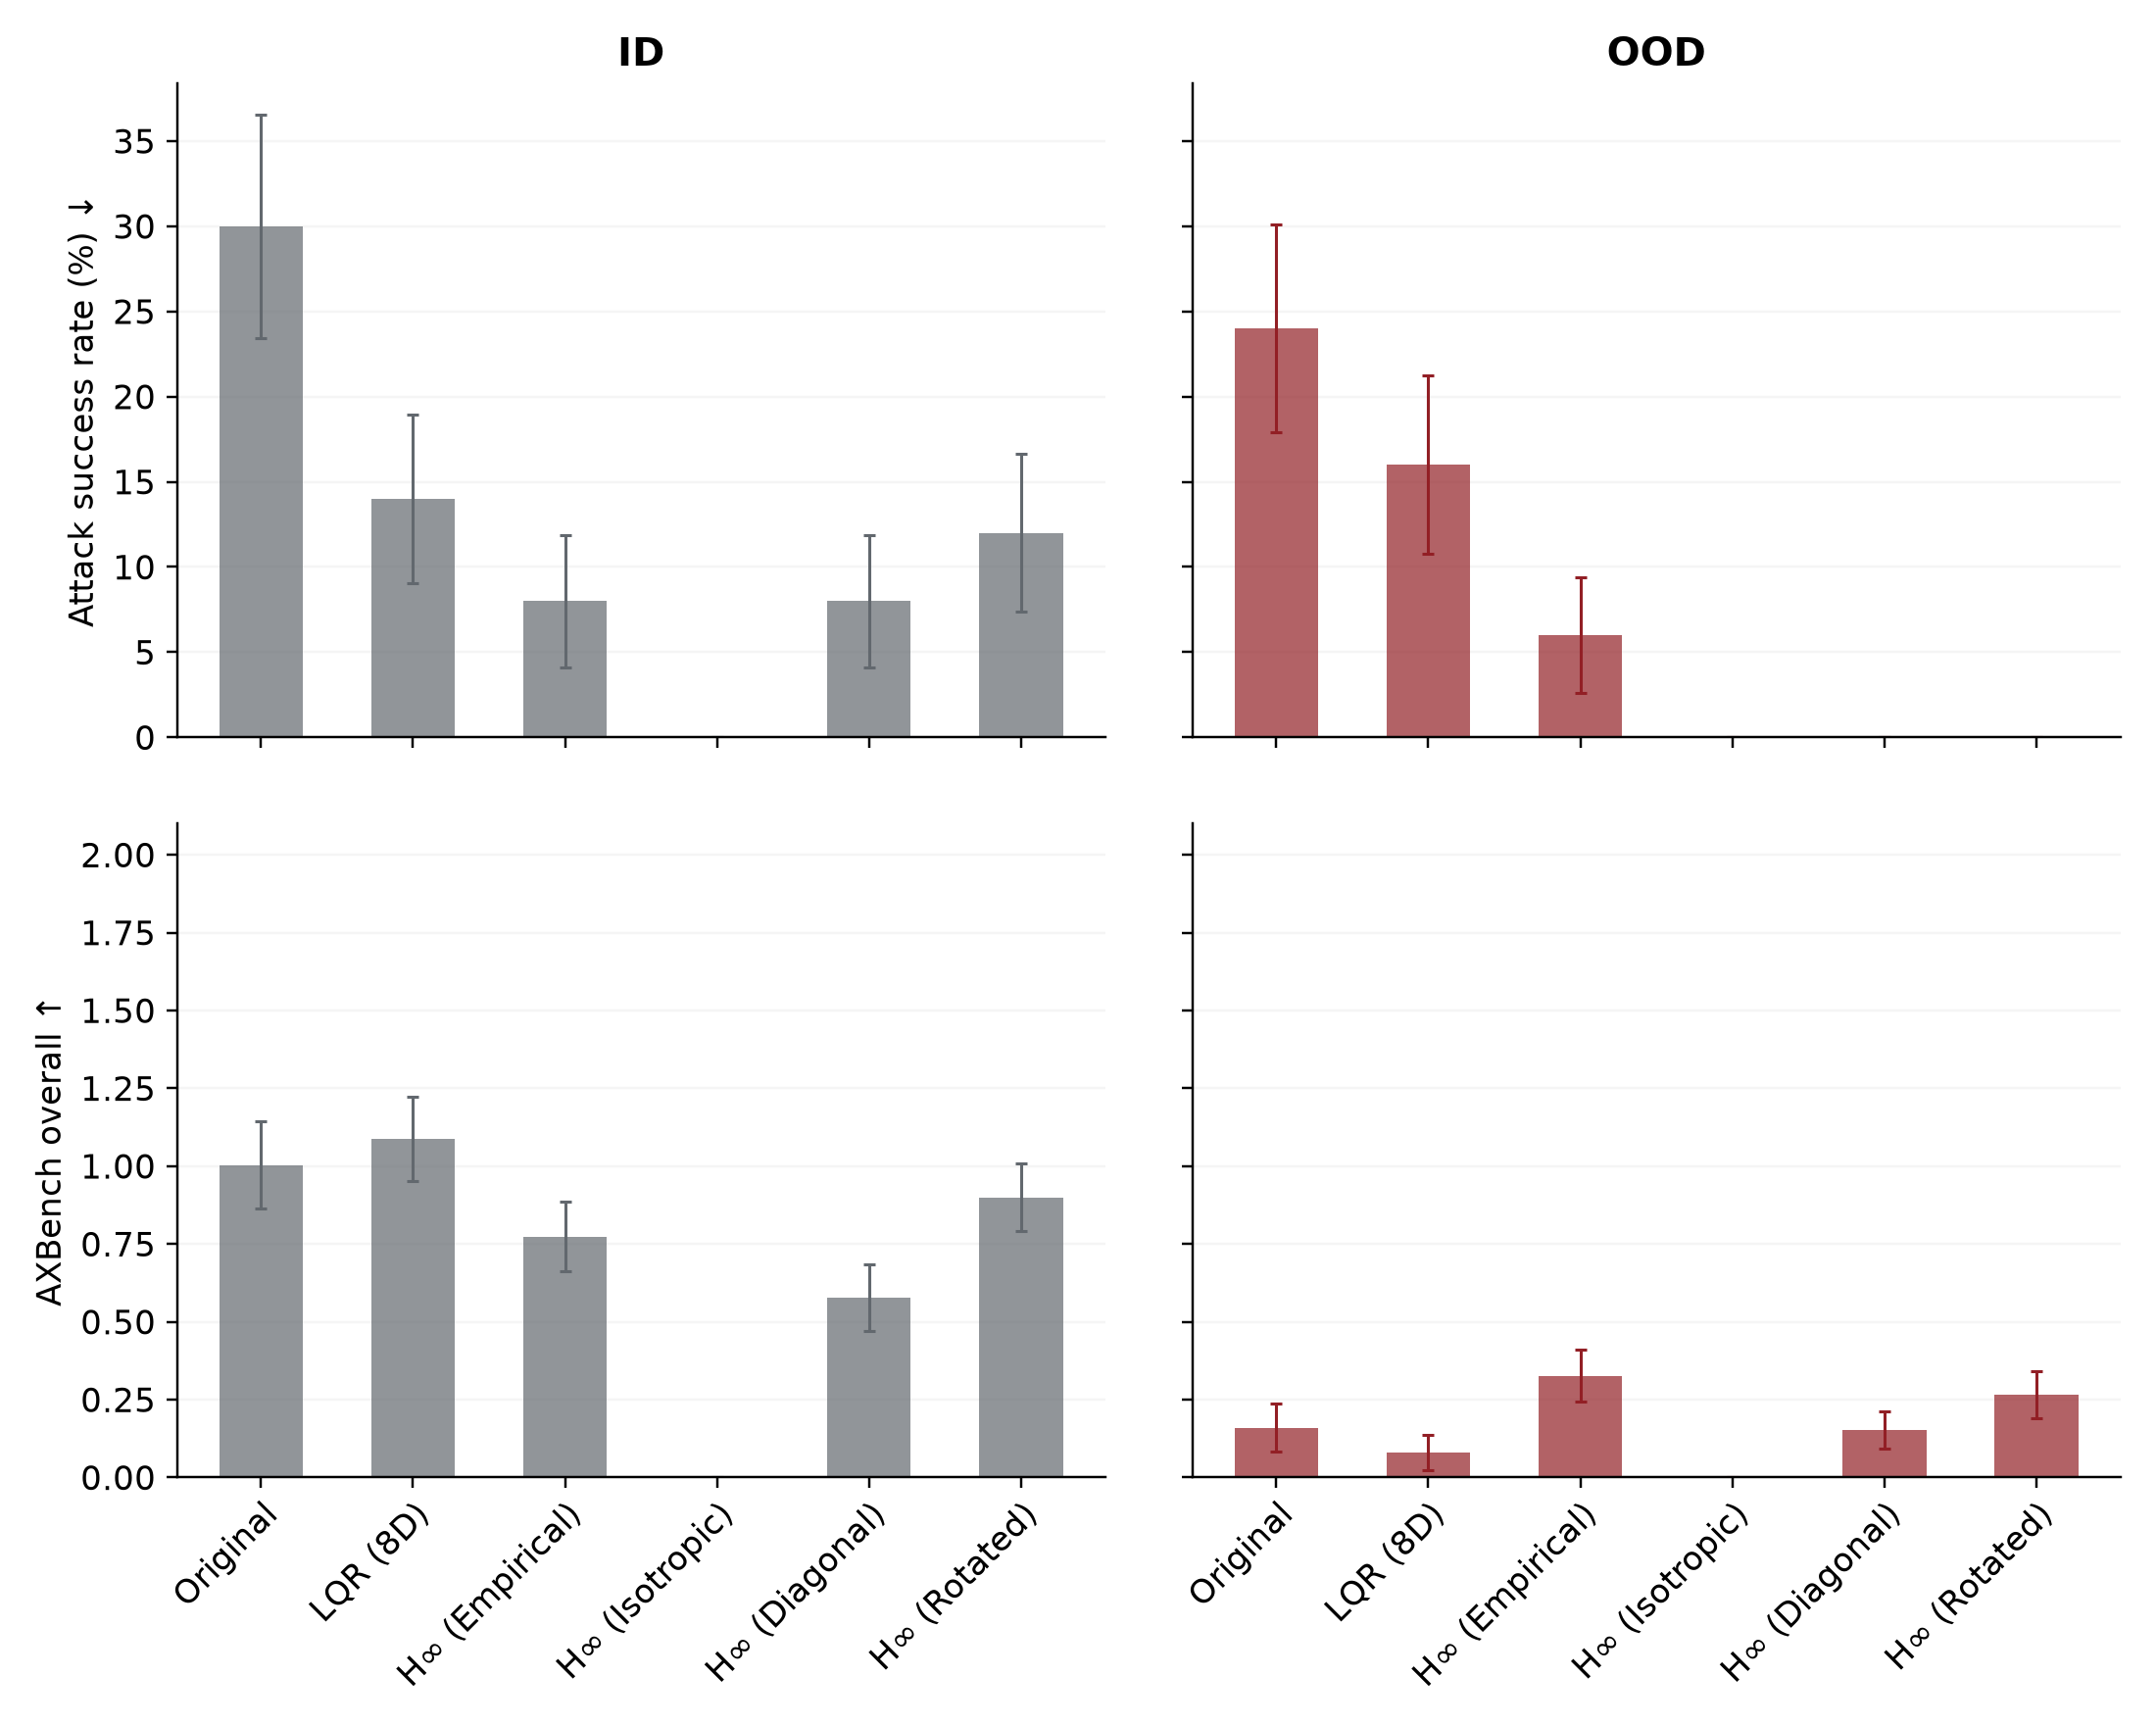 ID
OOD
Attack success rate (%) ↓
35
30
25
20
15
10
5
0
AXBench overall ↑
2.00
1.75
1.50
1.25
1.00
0.75
0.50
0.25
0.00
Original
LQR (8D)
H∞ (Empirical)
H∞ (Isotropic)
H∞ (Diagonal)
H∞ (Rotated)
Original
LQR (8D)
H∞ (Empirical)
H∞ (Isotropic)
H∞ (Diagonal)
H∞ (Rotated)